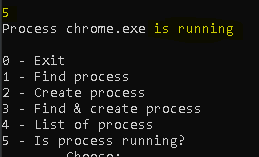 5
Process chrome.exe is running
0 - Exit
1 - Find process
2 - Create process
3 - Find & create process
4 - List of process
5 - Is process running?
Choose: